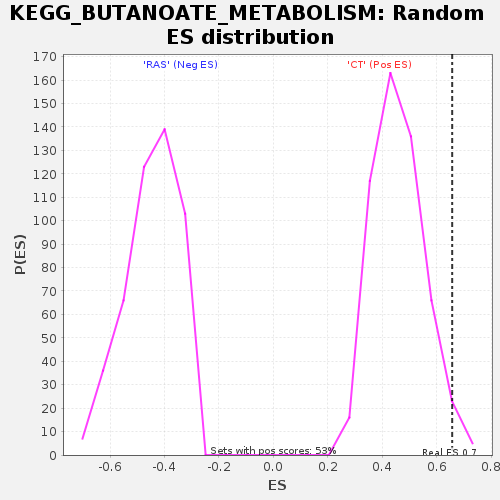 KEGG_BUTANOATE_METABOLISM: Random
ES distribution
'RAS' (Neg ES) 'CT' (Pos ES)
170
160
150
140
130
120
110
100
90
80
70
60
50
40
30
20
10
0
P(ES)
Sets with pos scores: 53% Real ES 0.7
-0.6 -0.4 -0.2 0.0 0.2 0.4 0.6 0.8
ES